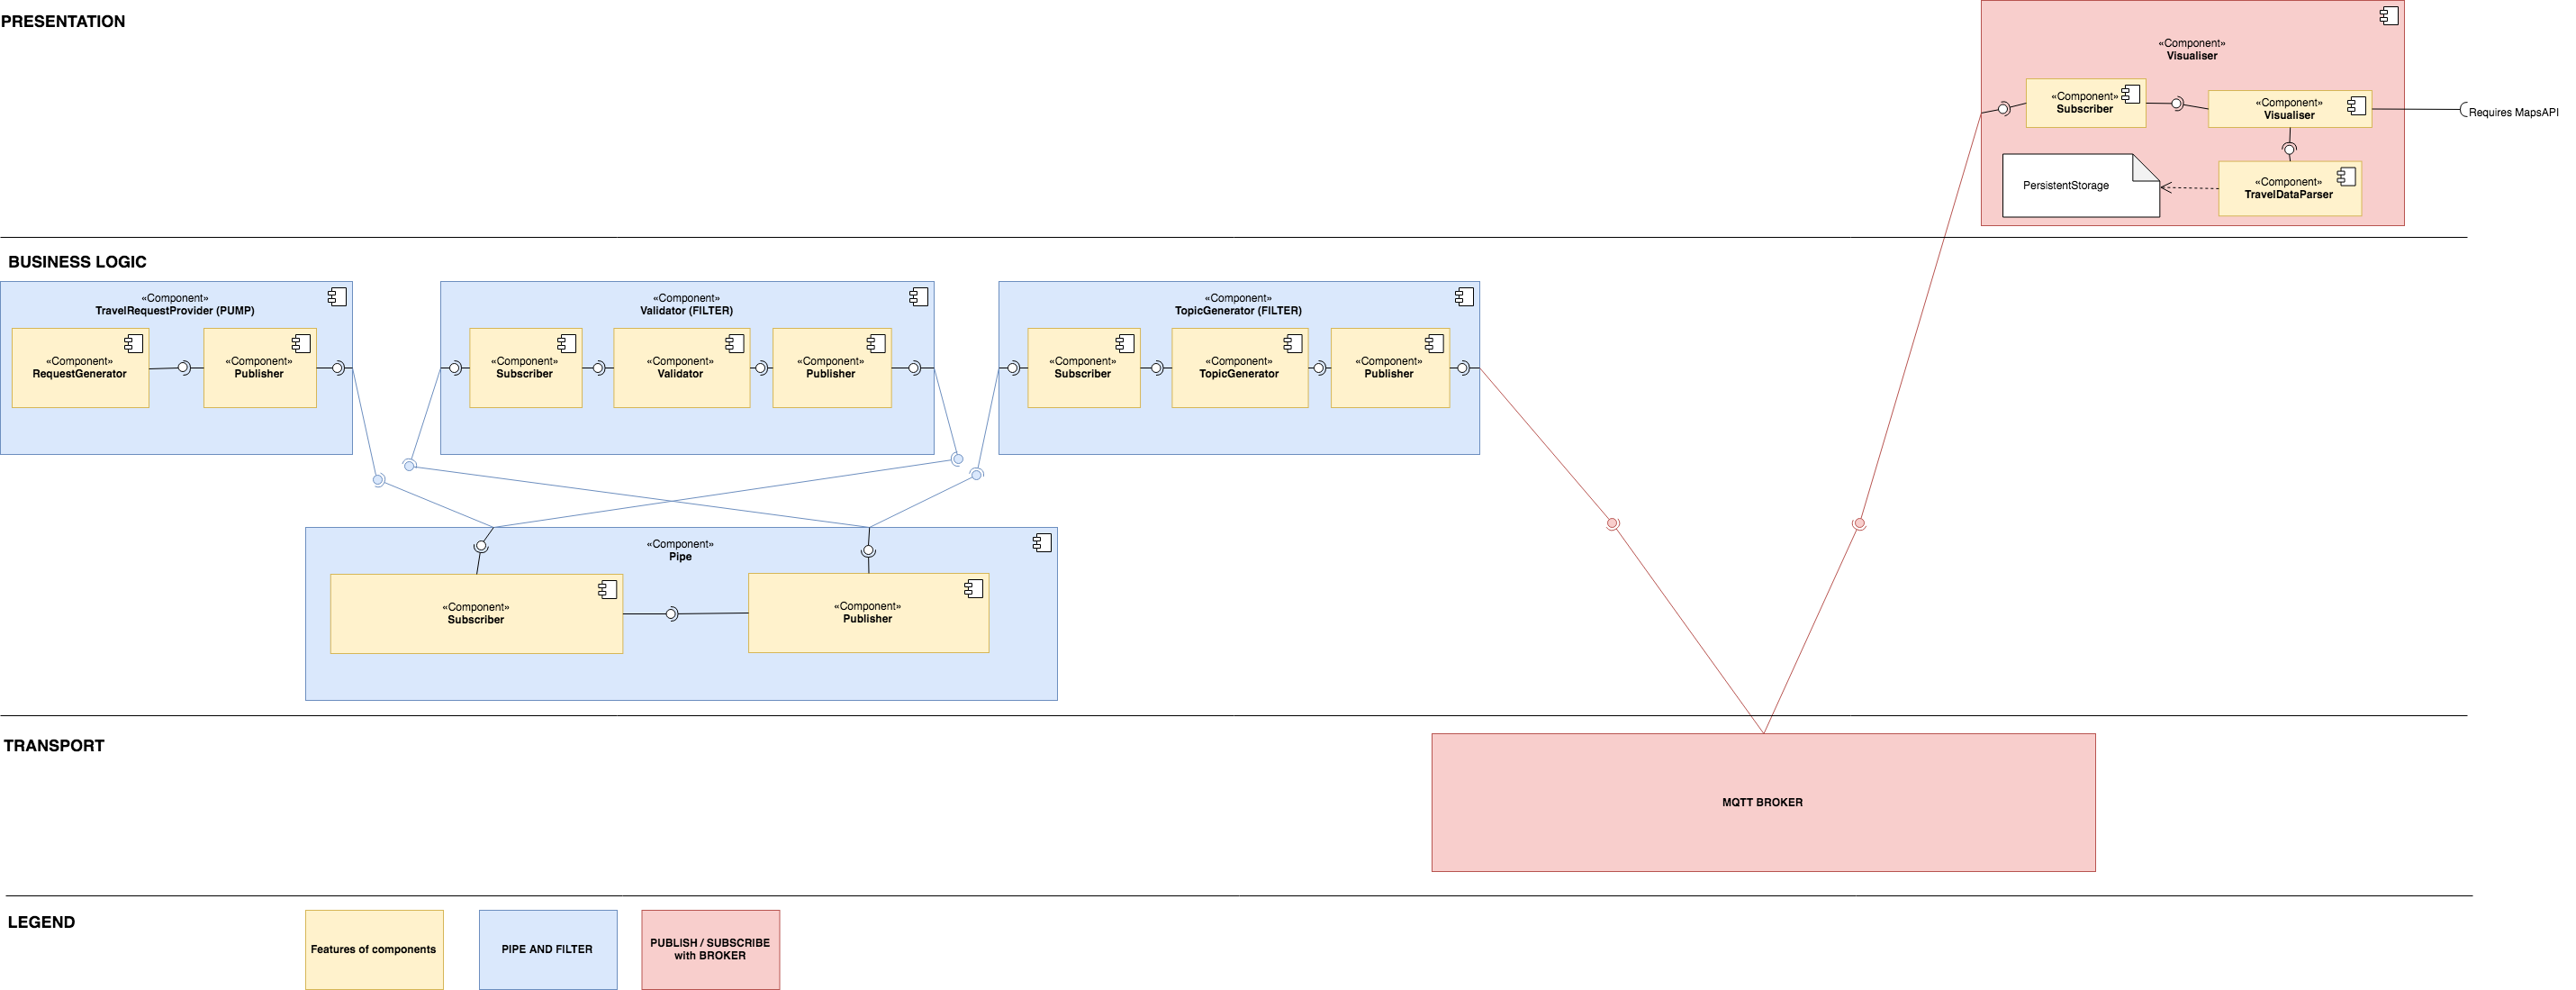 PRESENTATION
«Component»
Visualiser
«Component»
Subscriber
«Component»
Visualiser
Requires MapsAPI
PersistentStorage
«Component»
TravelDataParser
BUSINESS LOGIC
«Component»
TravelRequestProvider (PUMP)
«Component»
RequestGenerator
«Component»
Publisher
«Component»
Validator (FILTER)
«Component»
Subscriber
«Component»
Validator
«Component»
Publisher
«Component»
TopicGenerator (FILTER)
«Component»
Subscriber
«Component»
TopicGenerator
«Component»
Publisher
«Component»
Pipe
«Component»
Subscriber
«Component»
Publisher
TRANSPORT
MQTT BROKER
LEGEND
Features of components
PIPE AND FILTER
PUBLISH / SUBSCRIBE
with BROKER